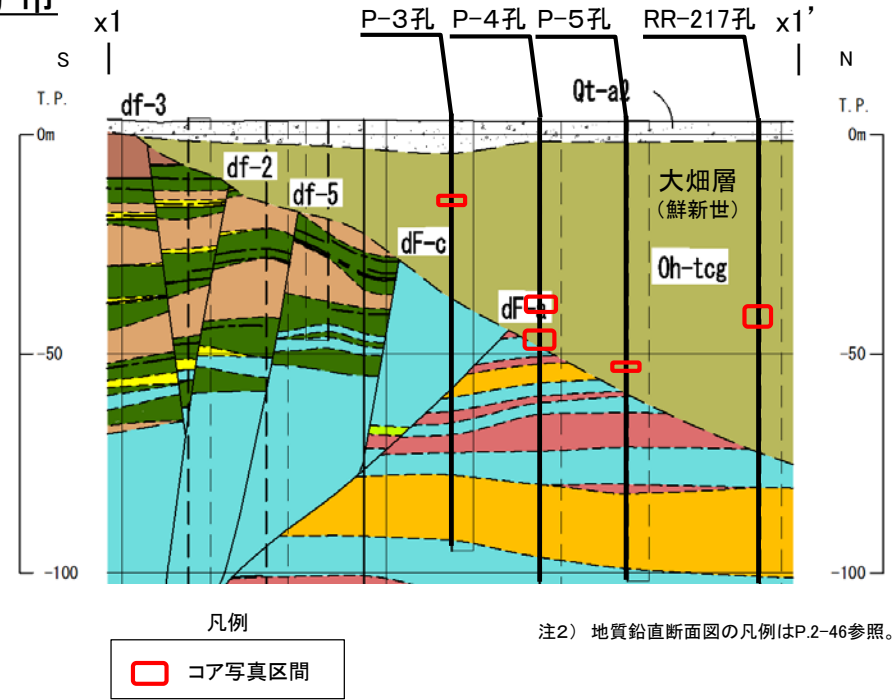 x1
P-3孔
P-4孔
P-5孔
RR-217孔
x1'
S
N
T.P.
T.P.
df-3
Qt-aℓ
0m
0m
df-2
大畑層
(鮮新世)
df-5
dF-c
Oh-tcg
dF-a
-50
-50
-100
-100
凡例
コア写真区間
注2) 地質鉛直断面図の凡例はP.2-46参照。